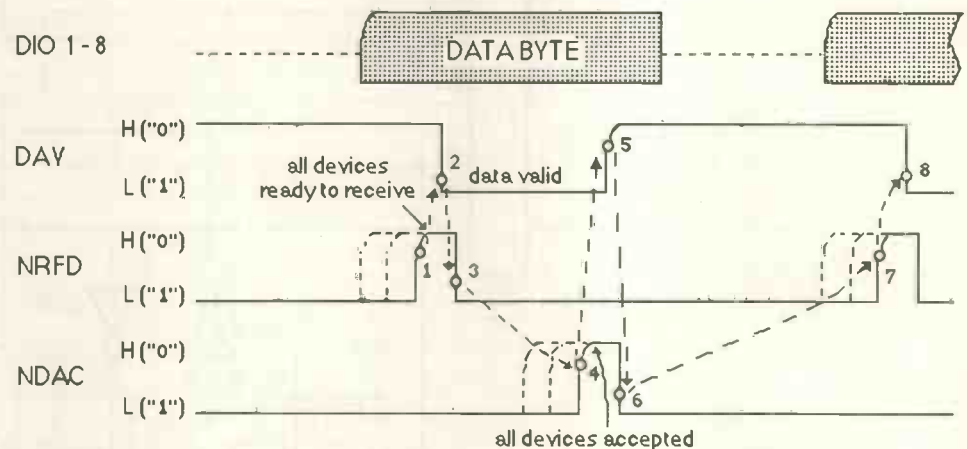 DIO 1 - 8
DATA BYTE
H ("0")
DAV
L ("1")
2
data valid
5
8
all devices
ready to receive
H ("0")
NRFD
L ("1")
1
3
7
H ("0")
NDAC
L ("1")
4
6
all devices accepted